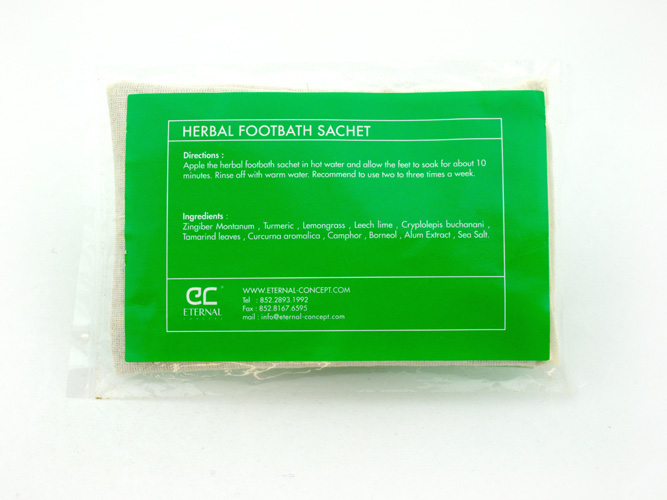 HERBAL FOOTBATH SACHET
Directions :
Apple the herbal footbath sachet in hot water and allow the feet to soak for about 10
minutes. Rinse off with warm water. Recommend to use two to three times a week.
Ingredients :
Zingiber Montanum , Turmeric , Lemongrass , Leech lime , Cryplolepis buchanani ,
Tamarind leaves , Curcurna aromalica , Camphor , Borneol , Alum Extract , Sea Salt.
ec
ETERNAL
CONCEPT
WWW.ETERNAL-CONCEPT.COM
Tel : 852.2893.1992
Fax : 852.8167.6595
mail : info@eternal-concept.com